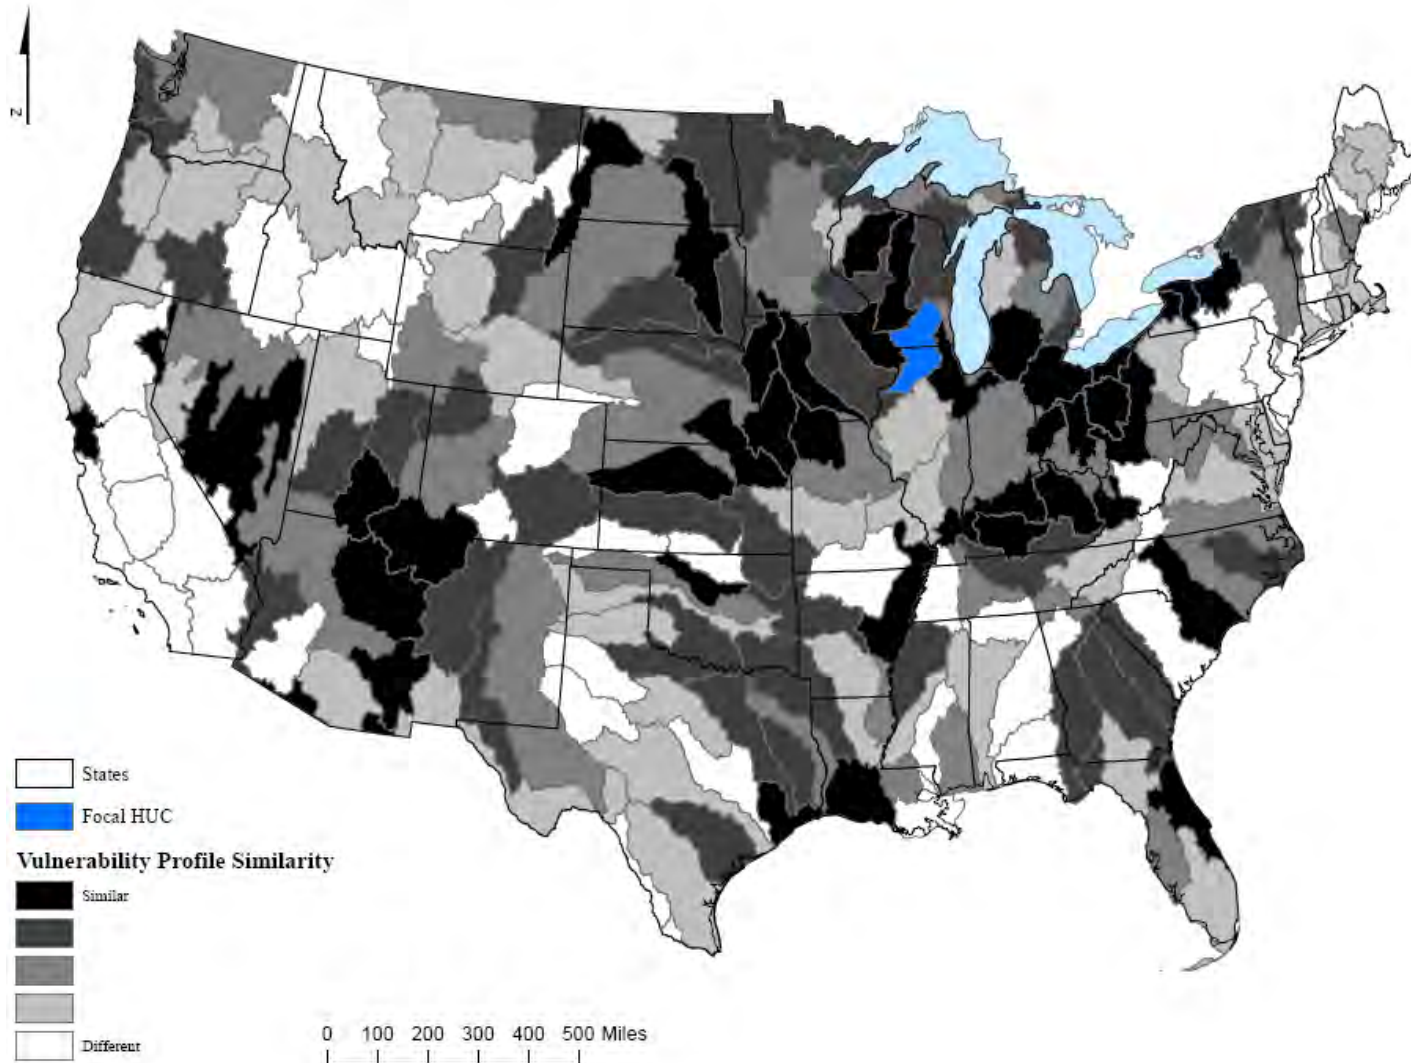 N
States
Focal HUC
Vulnerability Profile Similarity
Similar
Different
0 100 200 300 400 500 Miles